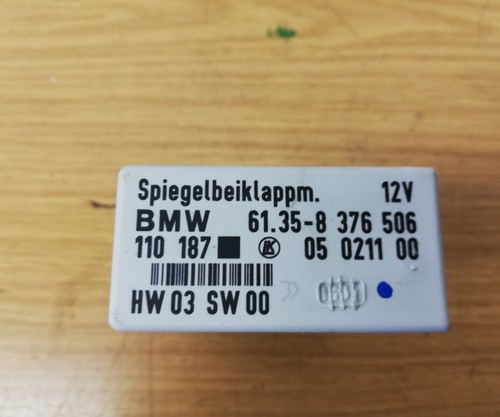 Spiegelbeiklappm. 12V
BMW 61.35-8 376 506
110 187 05 0211 00
HW 03 SW 00